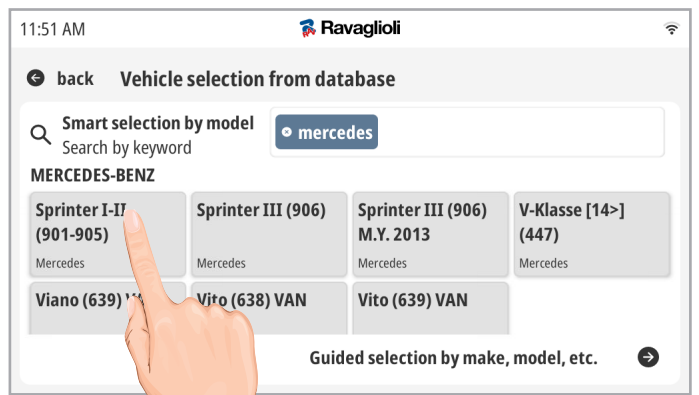 11:51 AM
Ravaglioli
back
Vehicle selection from database
Smart selection by model
Search by keyword
mercedes
MERCEDES-BENZ
Sprinter I-II
(901-905)
Mercedes
Sprinter III (906)
Mercedes
Sprinter III (906)
M.Y. 2013
Mercedes
V-Klasse [14>]
(447)
Mercedes
Viano (639)
Vito (638) VAN
Vito (639) VAN
Guided selection by make, model, etc.